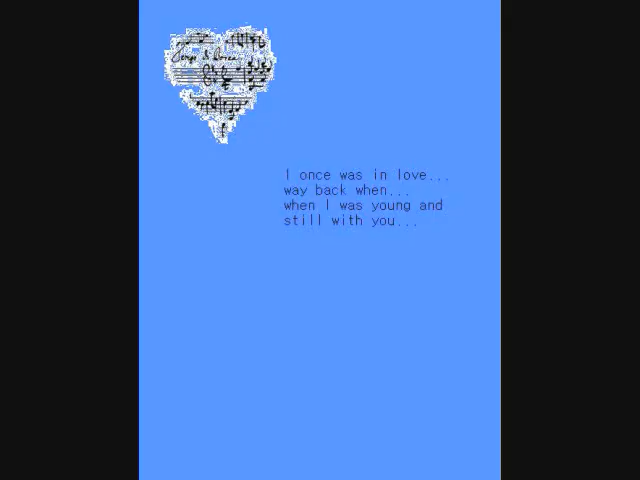 I once was in love...
way back when...
when I was young and
still with you...